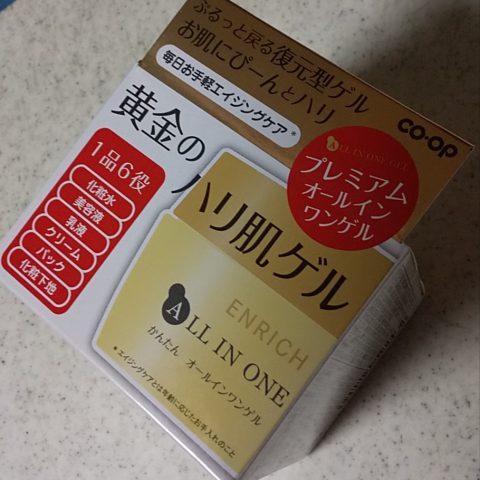 ぷるっと戻る復元型ゲル
お肌にぴーんとハリ
毎日お手軽エイジングケア*
co･op
ALL IN ONE GEL
プレミアム
オールイン
ワンゲル
黄金の
ハリ肌ゲル
1品6役
化粧水
美容液
乳液
クリーム
パック
化粧下地
ENRICH
ALL IN ONE
かんたん オールインワンゲル
*エイジングケアとは年齢に応じたお手入れのこと